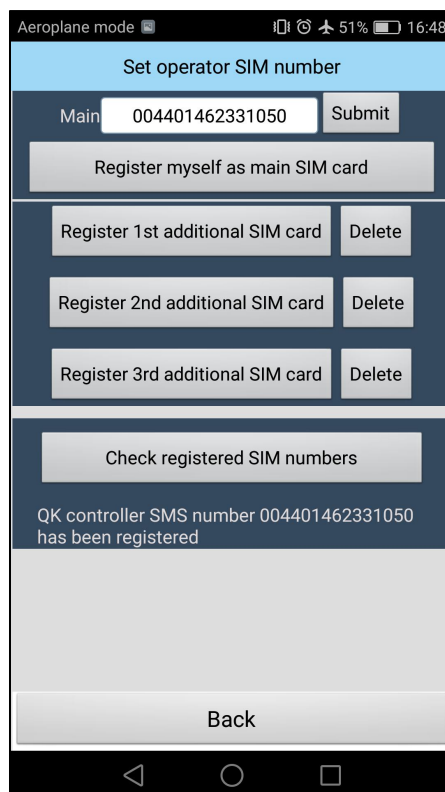 Aeroplane mode 51% 16:48
Set operator SIM number
Main 004401462331050 Submit
Register myself as main SIM card
Register 1st additional SIM card Delete
Register 2nd additional SIM card Delete
Register 3rd additional SIM card Delete
Check registered SIM numbers
QK controller SMS number 004401462331050
has been registered
Back